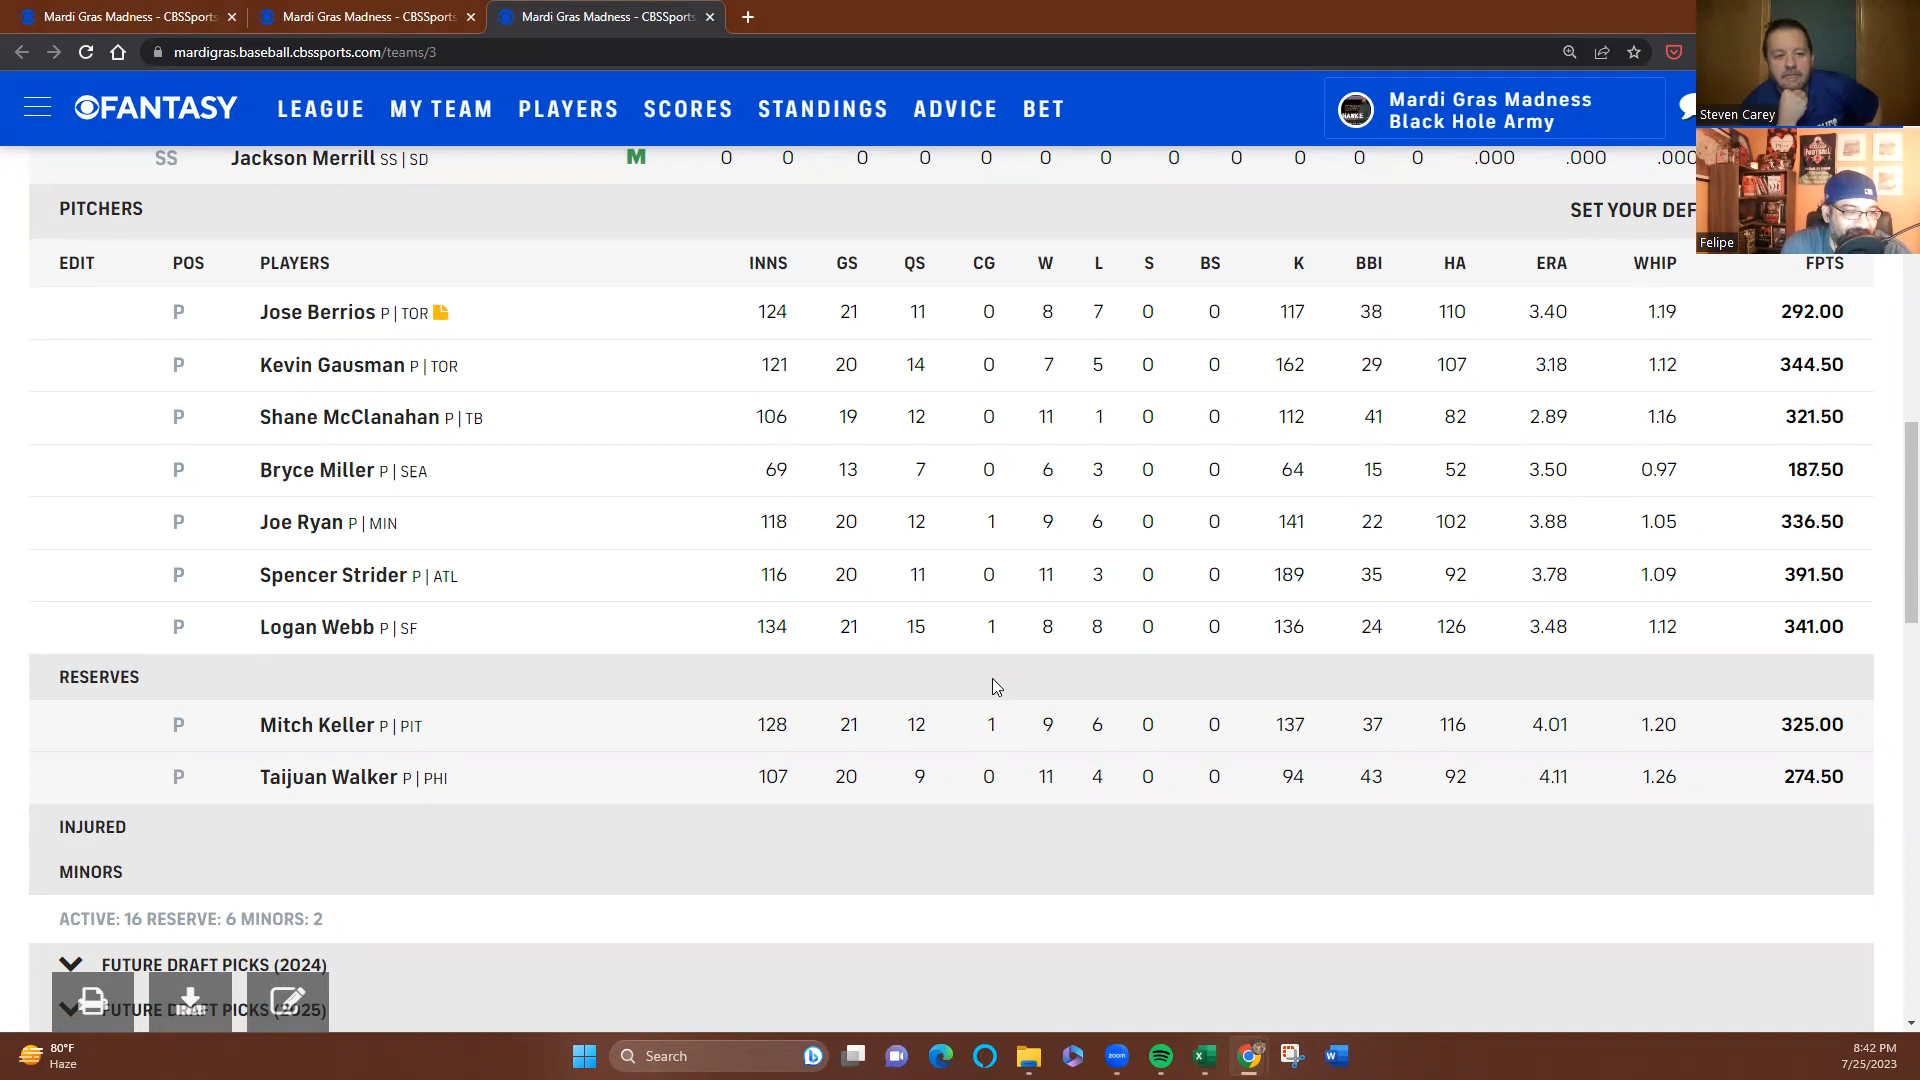 Mardi Gras Madness - CBSSports
Mardi Gras Madness - CBSSports
Mardi Gras Madness - CBSSports
mardigras.baseball.cbssports.com/teams/3
FANTASY LEAGUE MY TEAM PLAYERS SCORES STANDINGS ADVICE BET
Mardi Gras Madness
Black Hole Army
Steven Carey
Felipe
SS Jackson Merrill SS | SD M 0 0 0 0 0 0 0 0 0 0 0 0 .000 .000 .000
PITCHERS SET YOUR DEF
EDIT POS PLAYERS INNS GS QS CG W L S BS K BBI HA ERA WHIP FPTS
P Jose Berrios P | TOR 124 21 11 0 8 7 0 0 117 38 110 3.40 1.19 292.00
P Kevin Gausman P | TOR 121 20 14 0 7 5 0 0 162 29 107 3.18 1.12 344.50
P Shane McClanahan P | TB 106 19 12 0 11 1 0 0 112 41 82 2.89 1.16 321.50
P Bryce Miller P | SEA 69 13 7 0 6 3 0 0 64 15 52 3.50 0.97 187.50
P Joe Ryan P | MIN 118 20 12 1 9 6 0 0 141 22 102 3.88 1.05 336.50
P Spencer Strider P | ATL 116 20 11 0 11 3 0 0 189 35 92 3.78 1.09 391.50
P Logan Webb P | SF 134 21 15 1 8 8 0 0 136 24 126 3.48 1.12 341.00
RESERVES
P Mitch Keller P | PIT 128 21 12 1 9 6 0 0 137 37 116 4.01 1.20 325.00
P Taijuan Walker P | PHI 107 20 9 0 11 4 0 0 94 43 92 4.11 1.26 274.50
INJURED
MINORS
ACTIVE: 16 RESERVE: 6 MINORS: 2
FUTURE DRAFT PICKS (2024)
FUTURE DRAFT PICKS (2025)
80°F
Haze
Search
zoom
8:42 PM
7/25/2023